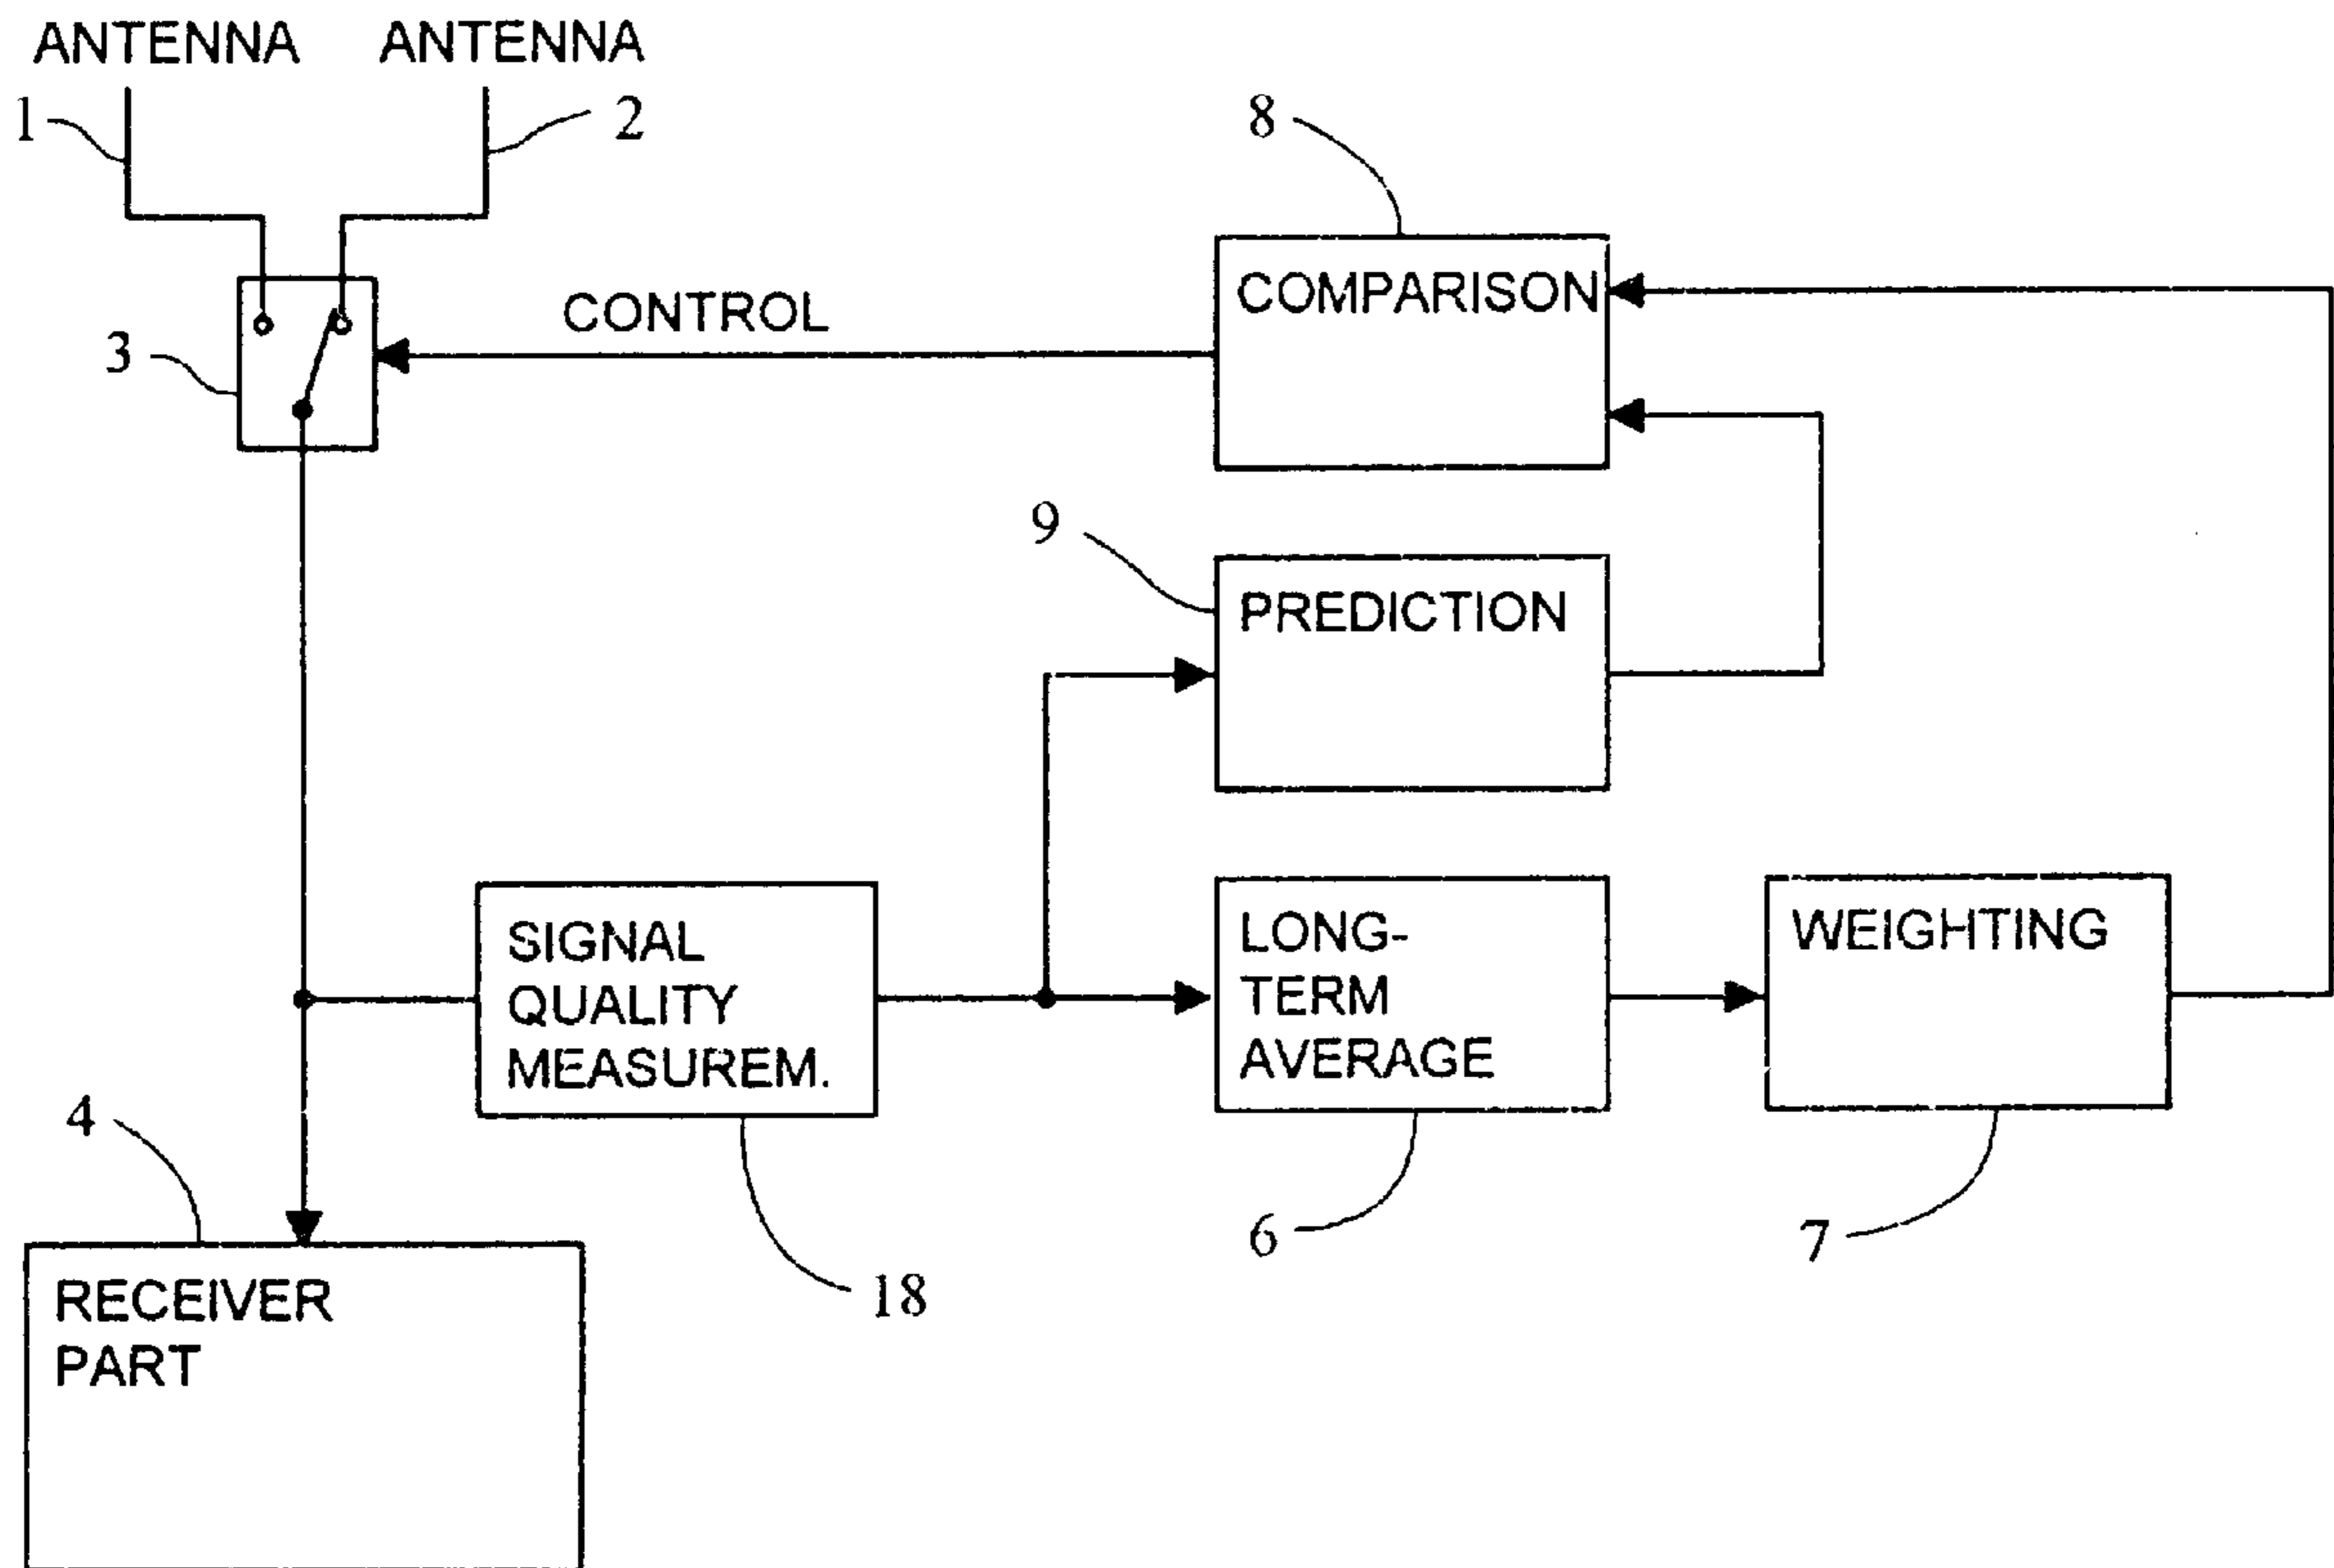 ANTENNA ANTENNA
1 2
8
COMPARISON
CONTROL
3
9
PREDICTION
SIGNAL
QUALITY
MEASUREM.
LONG-
TERM
AVERAGE
WEIGHTING
4
6
7
18
RECEIVER
PART